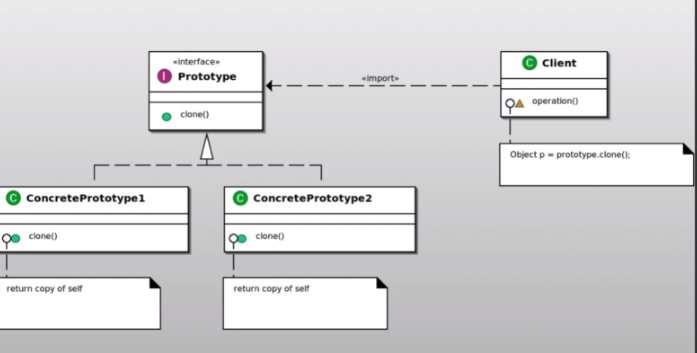 «interface»
I Prototype
clone()
«import»
C Client
operation()
Object p = prototype.clone();
C ConcretePrototype1
clone()
return copy of self
C ConcretePrototype2
clone()
return copy of self